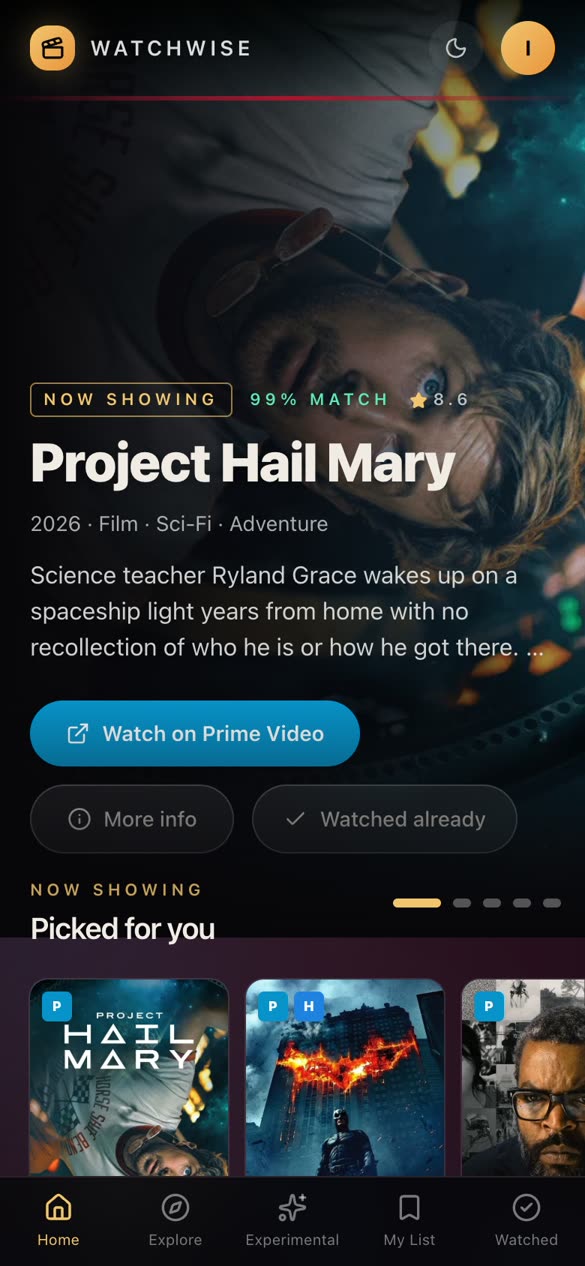 WATCHWISE
I
NOW SHOWING
99% MATCH
8.6
Project Hail Mary
2026 · Film · Sci-Fi · Adventure
Science teacher Ryland Grace wakes up on a
spaceship light years from home with no
recollection of who he is or how he got there. ...
Watch on Prime Video
More info
Watched already
NOW SHOWING
Picked for you
P
PROJECT
HAIL
MARY
P
H
P
Home
Explore
Experimental
My List
Watched